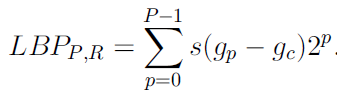 $LBP_{P,R} = \sum_{p=0}^{P-1} s(g_p - g_c)2^p.$